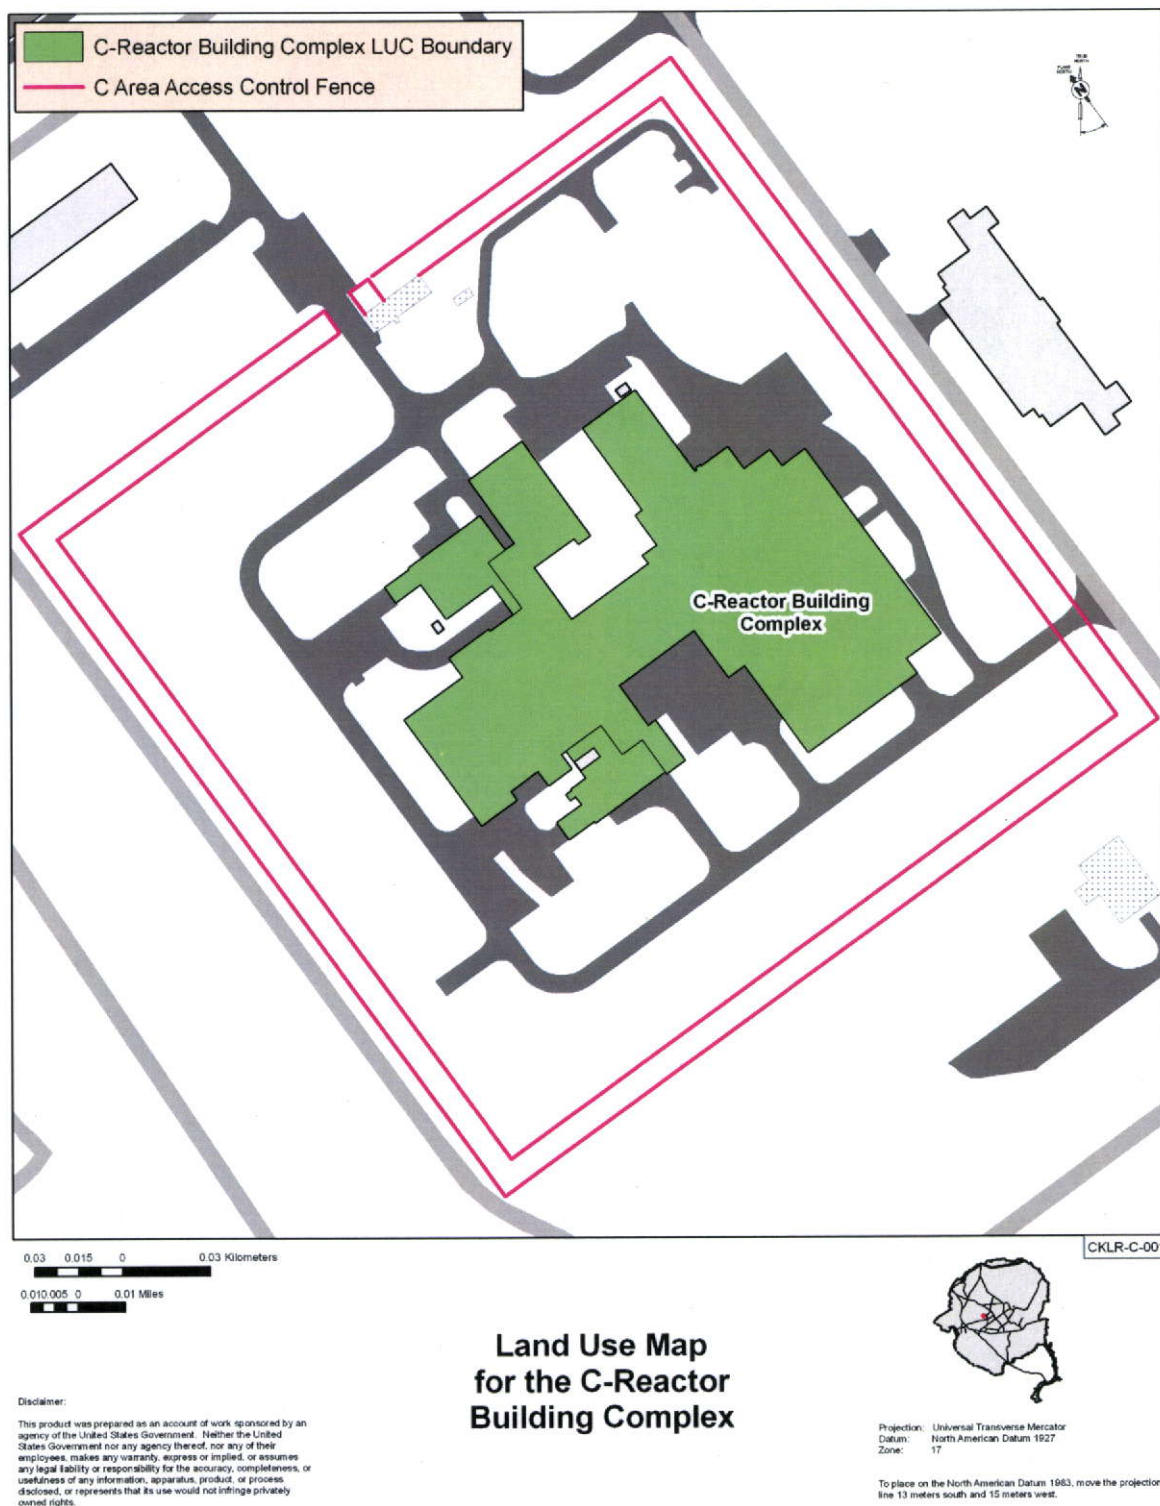 C-Reactor Building Complex LUC Boundary
C Area Access Control Fence
TRUE
NORTH
PLANT
NORTH
N
C-Reactor Building
Complex
CKLR-C-00
0.03 0.015 0 0.03 Kilometers
0.010.005 0 0.01 Miles
Land Use Map
for the C-Reactor
Building Complex
Disclaimer:
This product was prepared as an account of work sponsored by an
agency of the United States Government. Neither the United
States Government nor any agency thereof, nor any of their
employees, makes any warranty, express or implied, or assumes
any legal liability or responsibility for the accuracy, completeness, or
usefulness of any information, apparatus, product, or process
disclosed, or represents that its use would not infringe privately
owned rights.
Projection: Universal Transverse Mercator
Datum: North American Datum 1927
Zone: 17
To place on the North American Datum 1983, move the projection
line 13 meters south and 15 meters west.